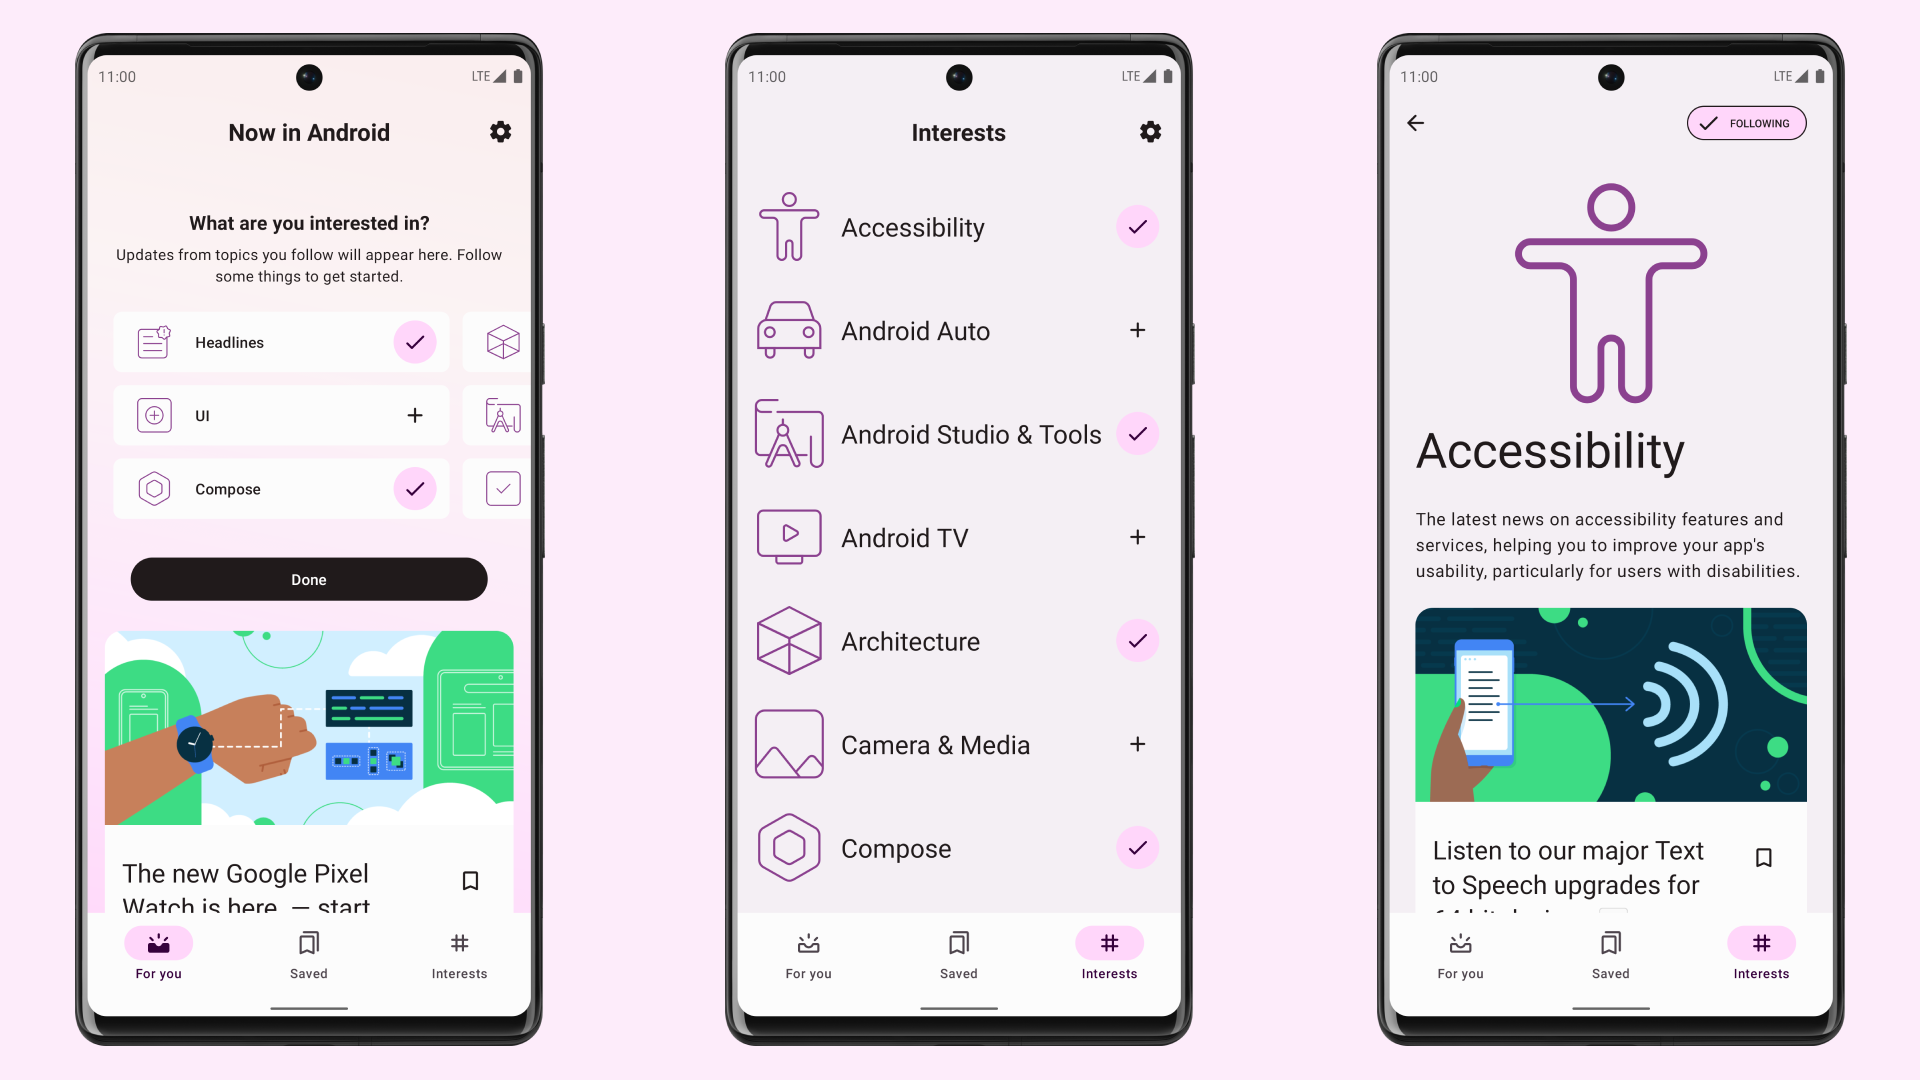 11:00
LTE
Now in Android
What are you interested in?
Updates from topics you follow will appear here. Follow
some things to get started.
Headlines
UI
Compose
Done
The new Google Pixel
Watch is here — start
For you
Saved
Interests
11:00
LTE
Interests
Accessibility
Android Auto
Android Studio & Tools
Android TV
Architecture
Camera & Media
Compose
For you
Saved
Interests
11:00
LTE
FOLLOWING
Accessibility
The latest news on accessibility features and
services, helping you to improve your app's
usability, particularly for users with disabilities.
Listen to our major Text
to Speech upgrades for
For you
Saved
Interests